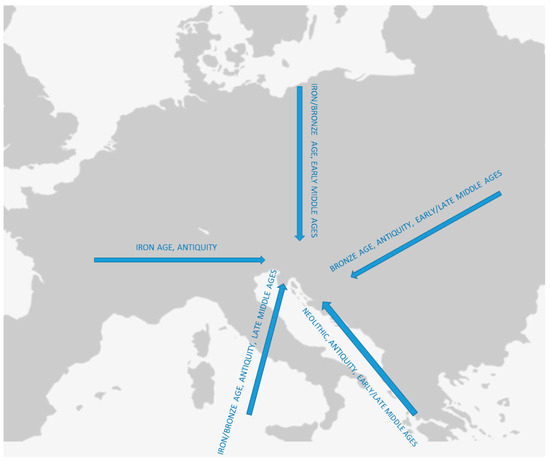 IRON/BRONZE AGE, EARLY MIDDLE AGES
BRONZE AGE, ANTIQUITY, EARLY/LATE MIDDLE AGES
IRON AGE, ANTIQUITY
IRON/BRONZE AGE, ANTIQUITY, LATE MIDDLE AGES
NEOLITHIC, ANTIQUITY, EARLY/LATE MIDDLE AGES